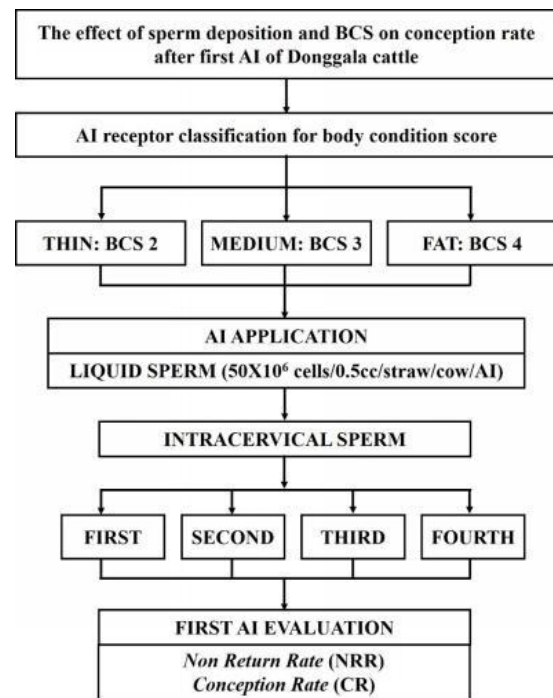 The effect of sperm deposition and BCS on conception rate
after first AI of Donggala cattle
AI receptor classification for body condition score
THIN: BCS 2
MEDIUM: BCS 3
FAT: BCS 4
AI APPLICATION
LIQUID SPERM (50X10⁶ cells/0.5cc/straw/cow/AI)
INTRACERVICAL SPERM
FIRST
SECOND
THIRD
FOURTH
FIRST AI EVALUATION
Non Return Rate (NRR)
Conception Rate (CR)